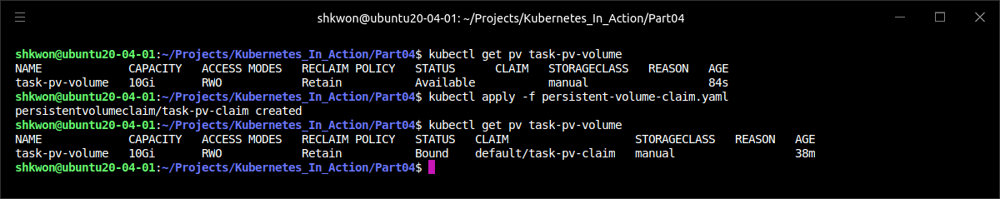 shkwon@ubuntu20-04-01: ~/Projects/Kubernetes_In_Action/Part04
shkwon@ubuntu20-04-01:~/Projects/Kubernetes_In_Action/Part04$ kubectl get pv task-pv-volume
NAME             CAPACITY   ACCESS MODES   RECLAIM POLICY   STATUS      CLAIM   STORAGECLASS   REASON   AGE
task-pv-volume   10Gi       RWO            Retain           Available           manual                  84s
shkwon@ubuntu20-04-01:~/Projects/Kubernetes_In_Action/Part04$ kubectl apply -f persistent-volume-claim.yaml
persistentvolumeclaim/task-pv-claim created
shkwon@ubuntu20-04-01:~/Projects/Kubernetes_In_Action/Part04$ kubectl get pv task-pv-volume
NAME             CAPACITY   ACCESS MODES   RECLAIM POLICY   STATUS   CLAIM                   STORAGECLASS   REASON   AGE
task-pv-volume   10Gi       RWO            Retain           Bound    default/task-pv-claim   manual                  38m
shkwon@ubuntu20-04-01:~/Projects/Kubernetes_In_Action/Part04$